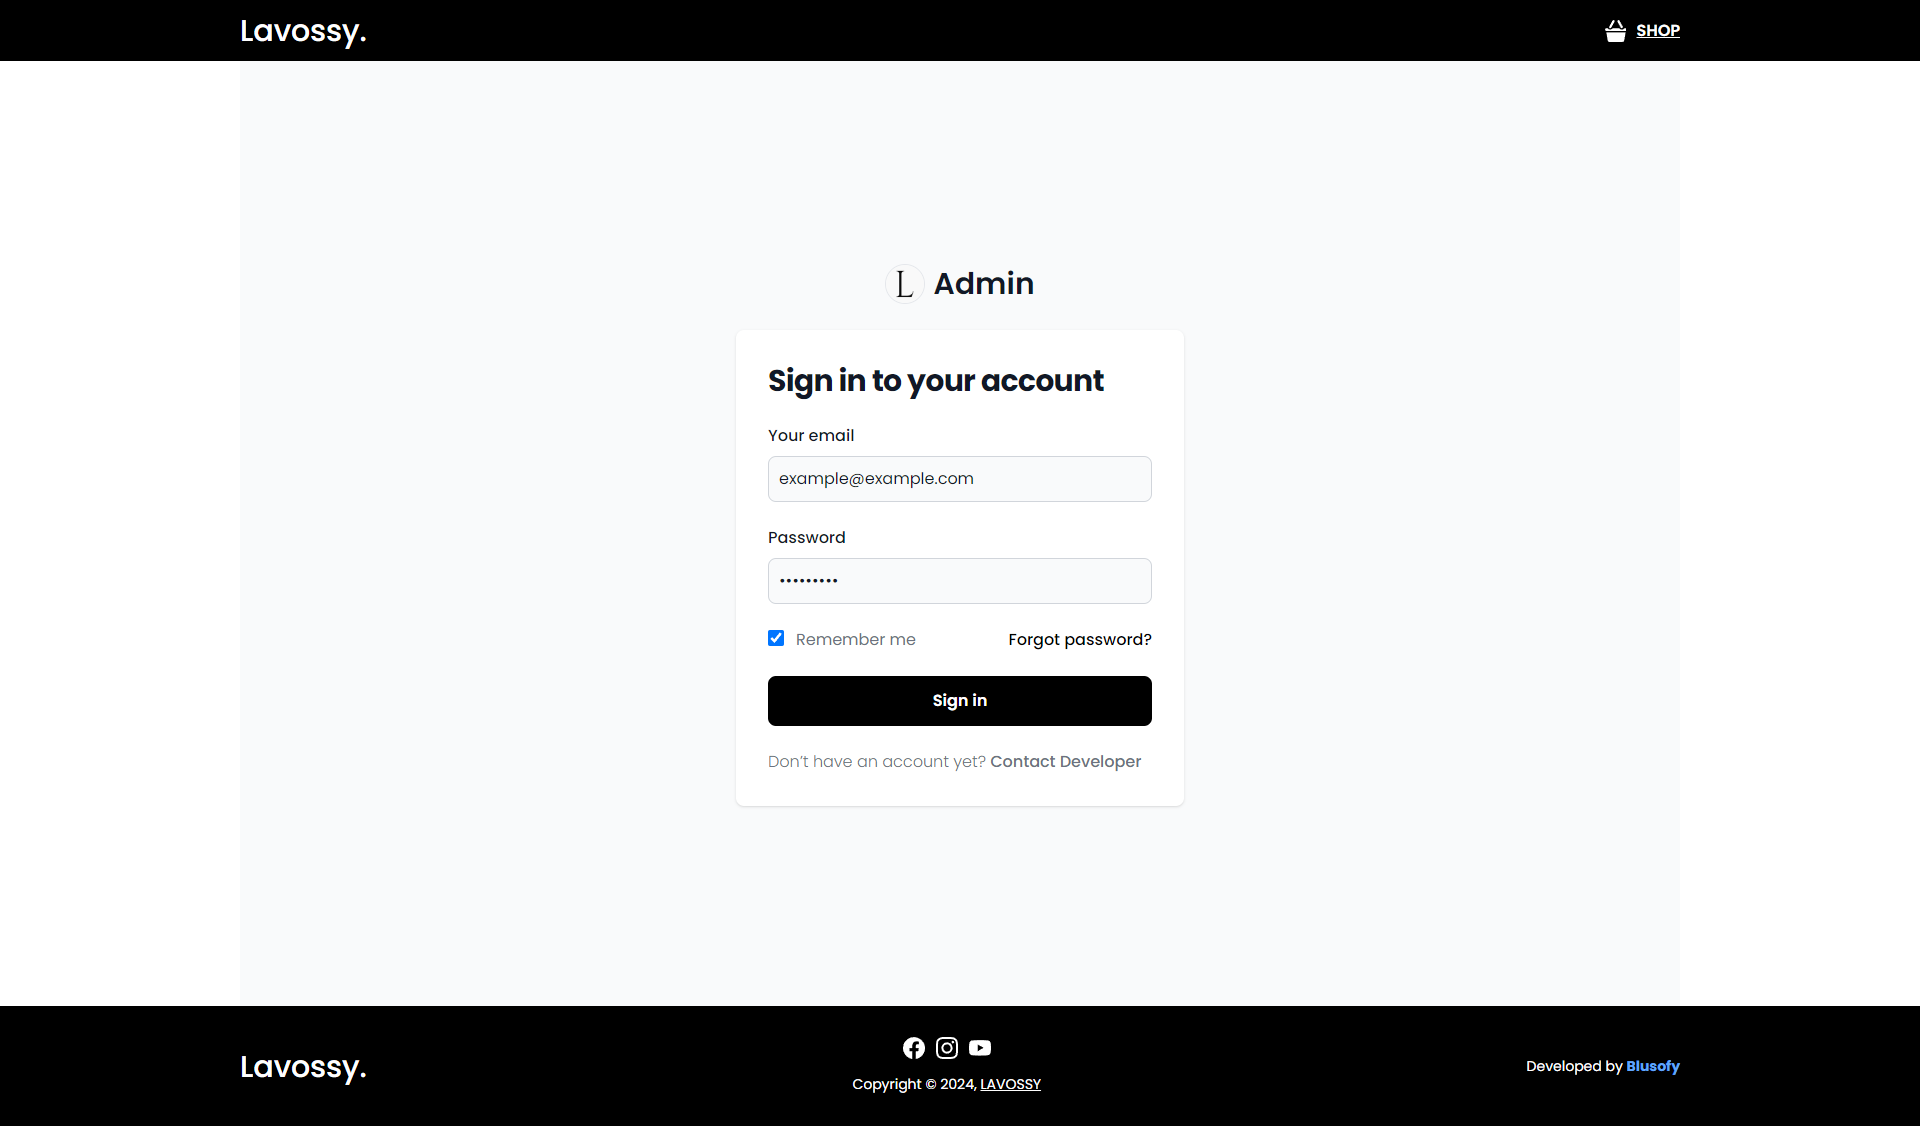 Lavossy.
SHOP
L Admin
Sign in to your account
Your email
example@example.com
Password
•••••••••
Remember me
Forgot password?
Sign in
Don't have an account yet? Contact Developer
Lavossy.
Copyright © 2024, LAVOSSY
Developed by Blusofy